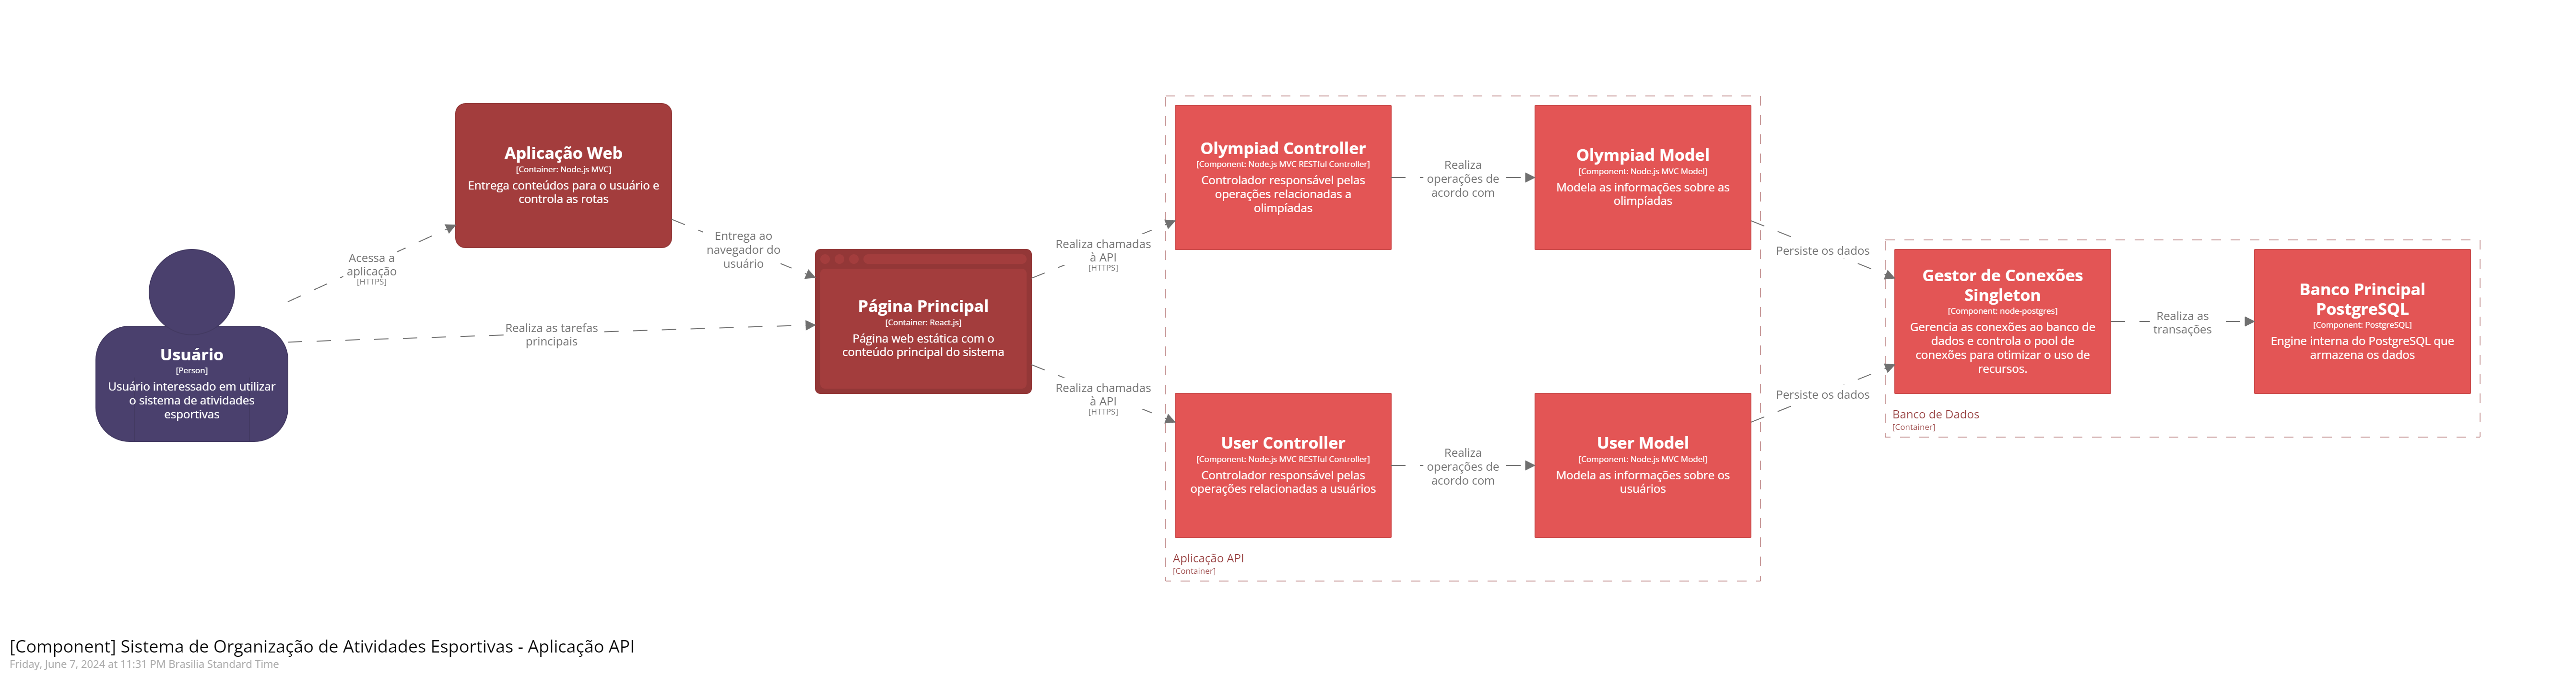 Aplicação Web
[Container: Node.js MVC]
Entrega conteúdos para o usuário e
controla as rotas
Acessa a
aplicação
[HTTPS]
Entrega ao
navegador do
usuário
Usuário
[Person]
Usuário interessado em utilizar
o sistema de atividades
esportivas
Realiza as tarefas
principais
Página Principal
[Container: React.js]
Página web estática com o
conteúdo principal do sistema
Realiza chamadas
à API
[HTTPS]
Realiza chamadas
à API
[HTTPS]
Olympiad Controller
[Component: Node.js MVC RESTful Controller]
Controlador responsável pelas
operações relacionadas a
olimpíadas
Realiza
operações de
acordo com
Olympiad Model
[Component: Node.js MVC Model]
Modela as informações sobre as
olimpíadas
User Controller
[Component: Node.js MVC RESTful Controller]
Controlador responsável pelas
operações relacionadas a usuários
Realiza
operações de
acordo com
User Model
[Component: Node.js MVC Model]
Modela as informações sobre os
usuários
Aplicação API
[Container]
Persiste os dados
Persiste os dados
Gestor de Conexões
Singleton
[Component: node-postgres]
Gerencia as conexões ao banco de
dados e controla o pool de
conexões para otimizar o uso de
recursos.
Realiza as
transações
Banco Principal
PostgreSQL
[Component: PostgreSQL]
Engine interna do PostgreSQL que
armazena os dados
Banco de Dados
[Container]
[Component] Sistema de Organização de Atividades Esportivas - Aplicação API
Friday, June 7, 2024 at 11:31 PM Brasilia Standard Time